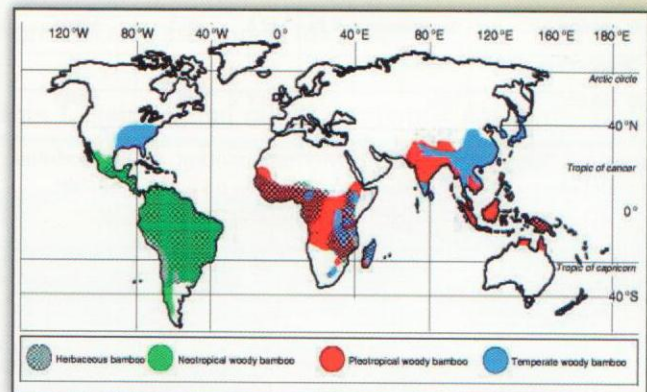 120 °W 80 °W 40 °W 0° 40 °E 80 °E 120 °E 160 °E 180 °E
Arctic circle
40 °N
Tropic of cancer
0°
Tropic of capricorn
40 °S
Herbaceous bamboo Neotropical woody bamboo Pleotropical woody bamboo Temperate woody bamboo